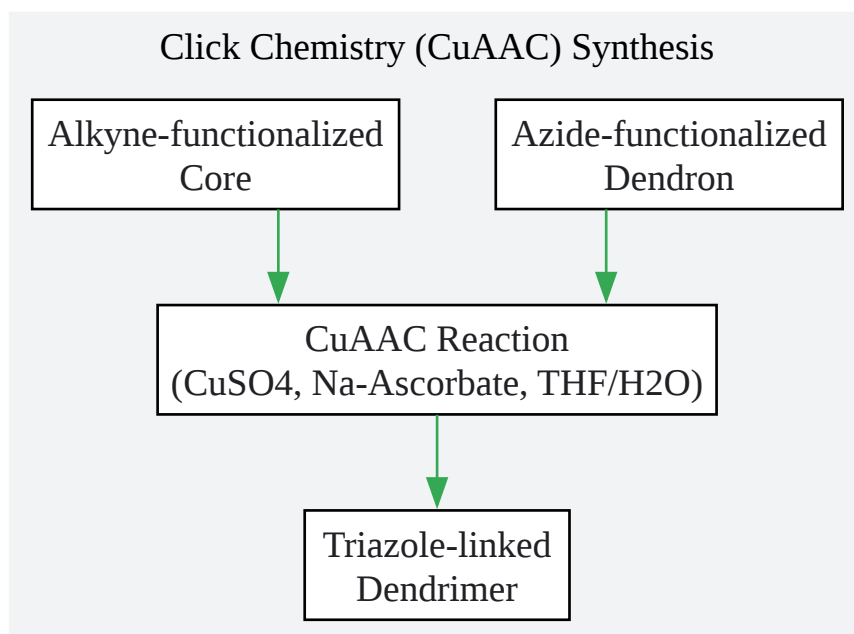 Click Chemistry (CuAAC) Synthesis
Alkyne-functionalized
Core
Azide-functionalized
Dendron
CuAAC Reaction
(CuSO4, Na-Ascorbate, THF/H2O)
Triazole-linked
Dendrimer